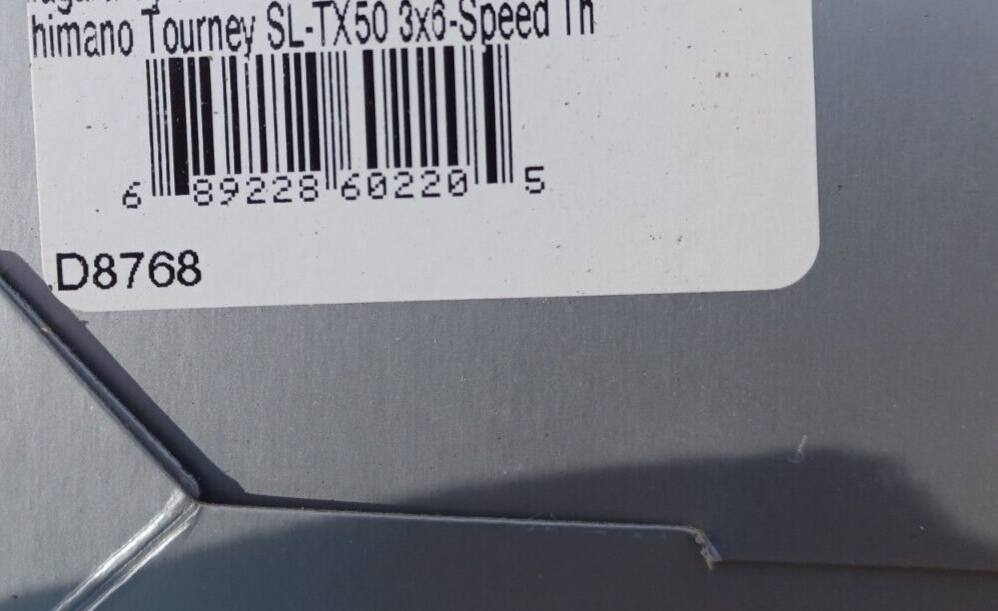 himano Tourney SL-TX50 3x6-Speed Th
6 89228 60220 5
D8768